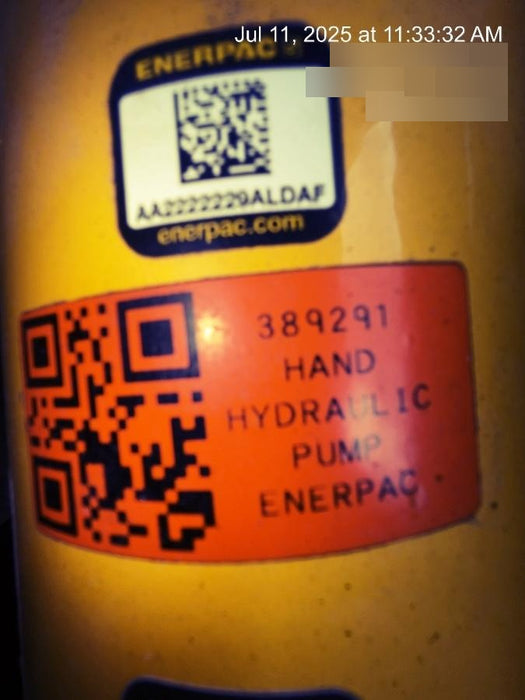 Jul 11, 2025 at 11:33:32 AM
ENERPAC
AA2222229ALDAF
enerpac.com
389291
HAND
HYDRAULIC
PUMP
ENERPAC